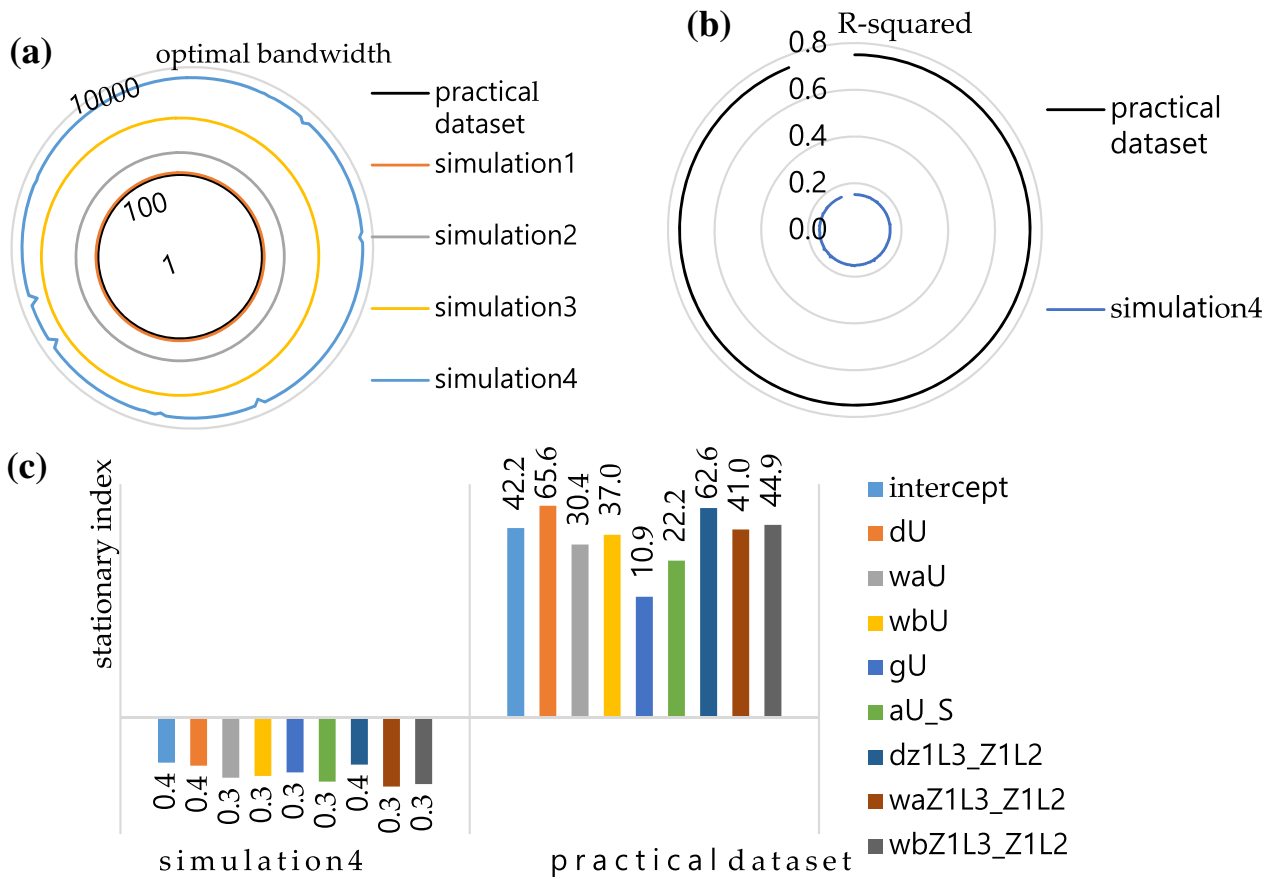 (a)
optimal bandwidth
10000
100
1
practical
dataset
simulation1
simulation2
simulation3
simulation4
(b)
R-squared
0.8
0.6
0.4
0.2
0.0
practical
dataset
simulation4
(c)
stationary index
42.2
65.6
30.4
37.0
10.9
22.2
62.6
41.0
44.9
0.4
0.4
0.3
0.3
0.3
0.3
0.4
0.3
0.3
simulation4
practical dataset
intercept
dU
waU
wbU
gU
aU_S
dz1L3_Z1L2
waZ1L3_Z1L2
wbZ1L3_Z1L2